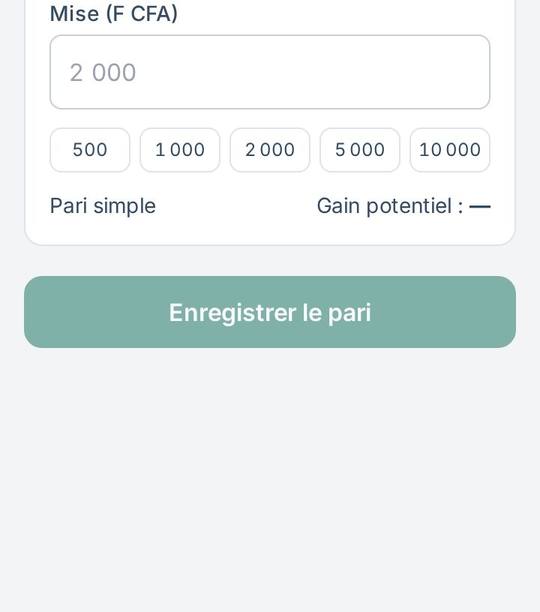 Mise (F CFA)
2 000
500 1 000 2 000 5 000 10 000
Pari simple Gain potentiel : —
Enregistrer le pari